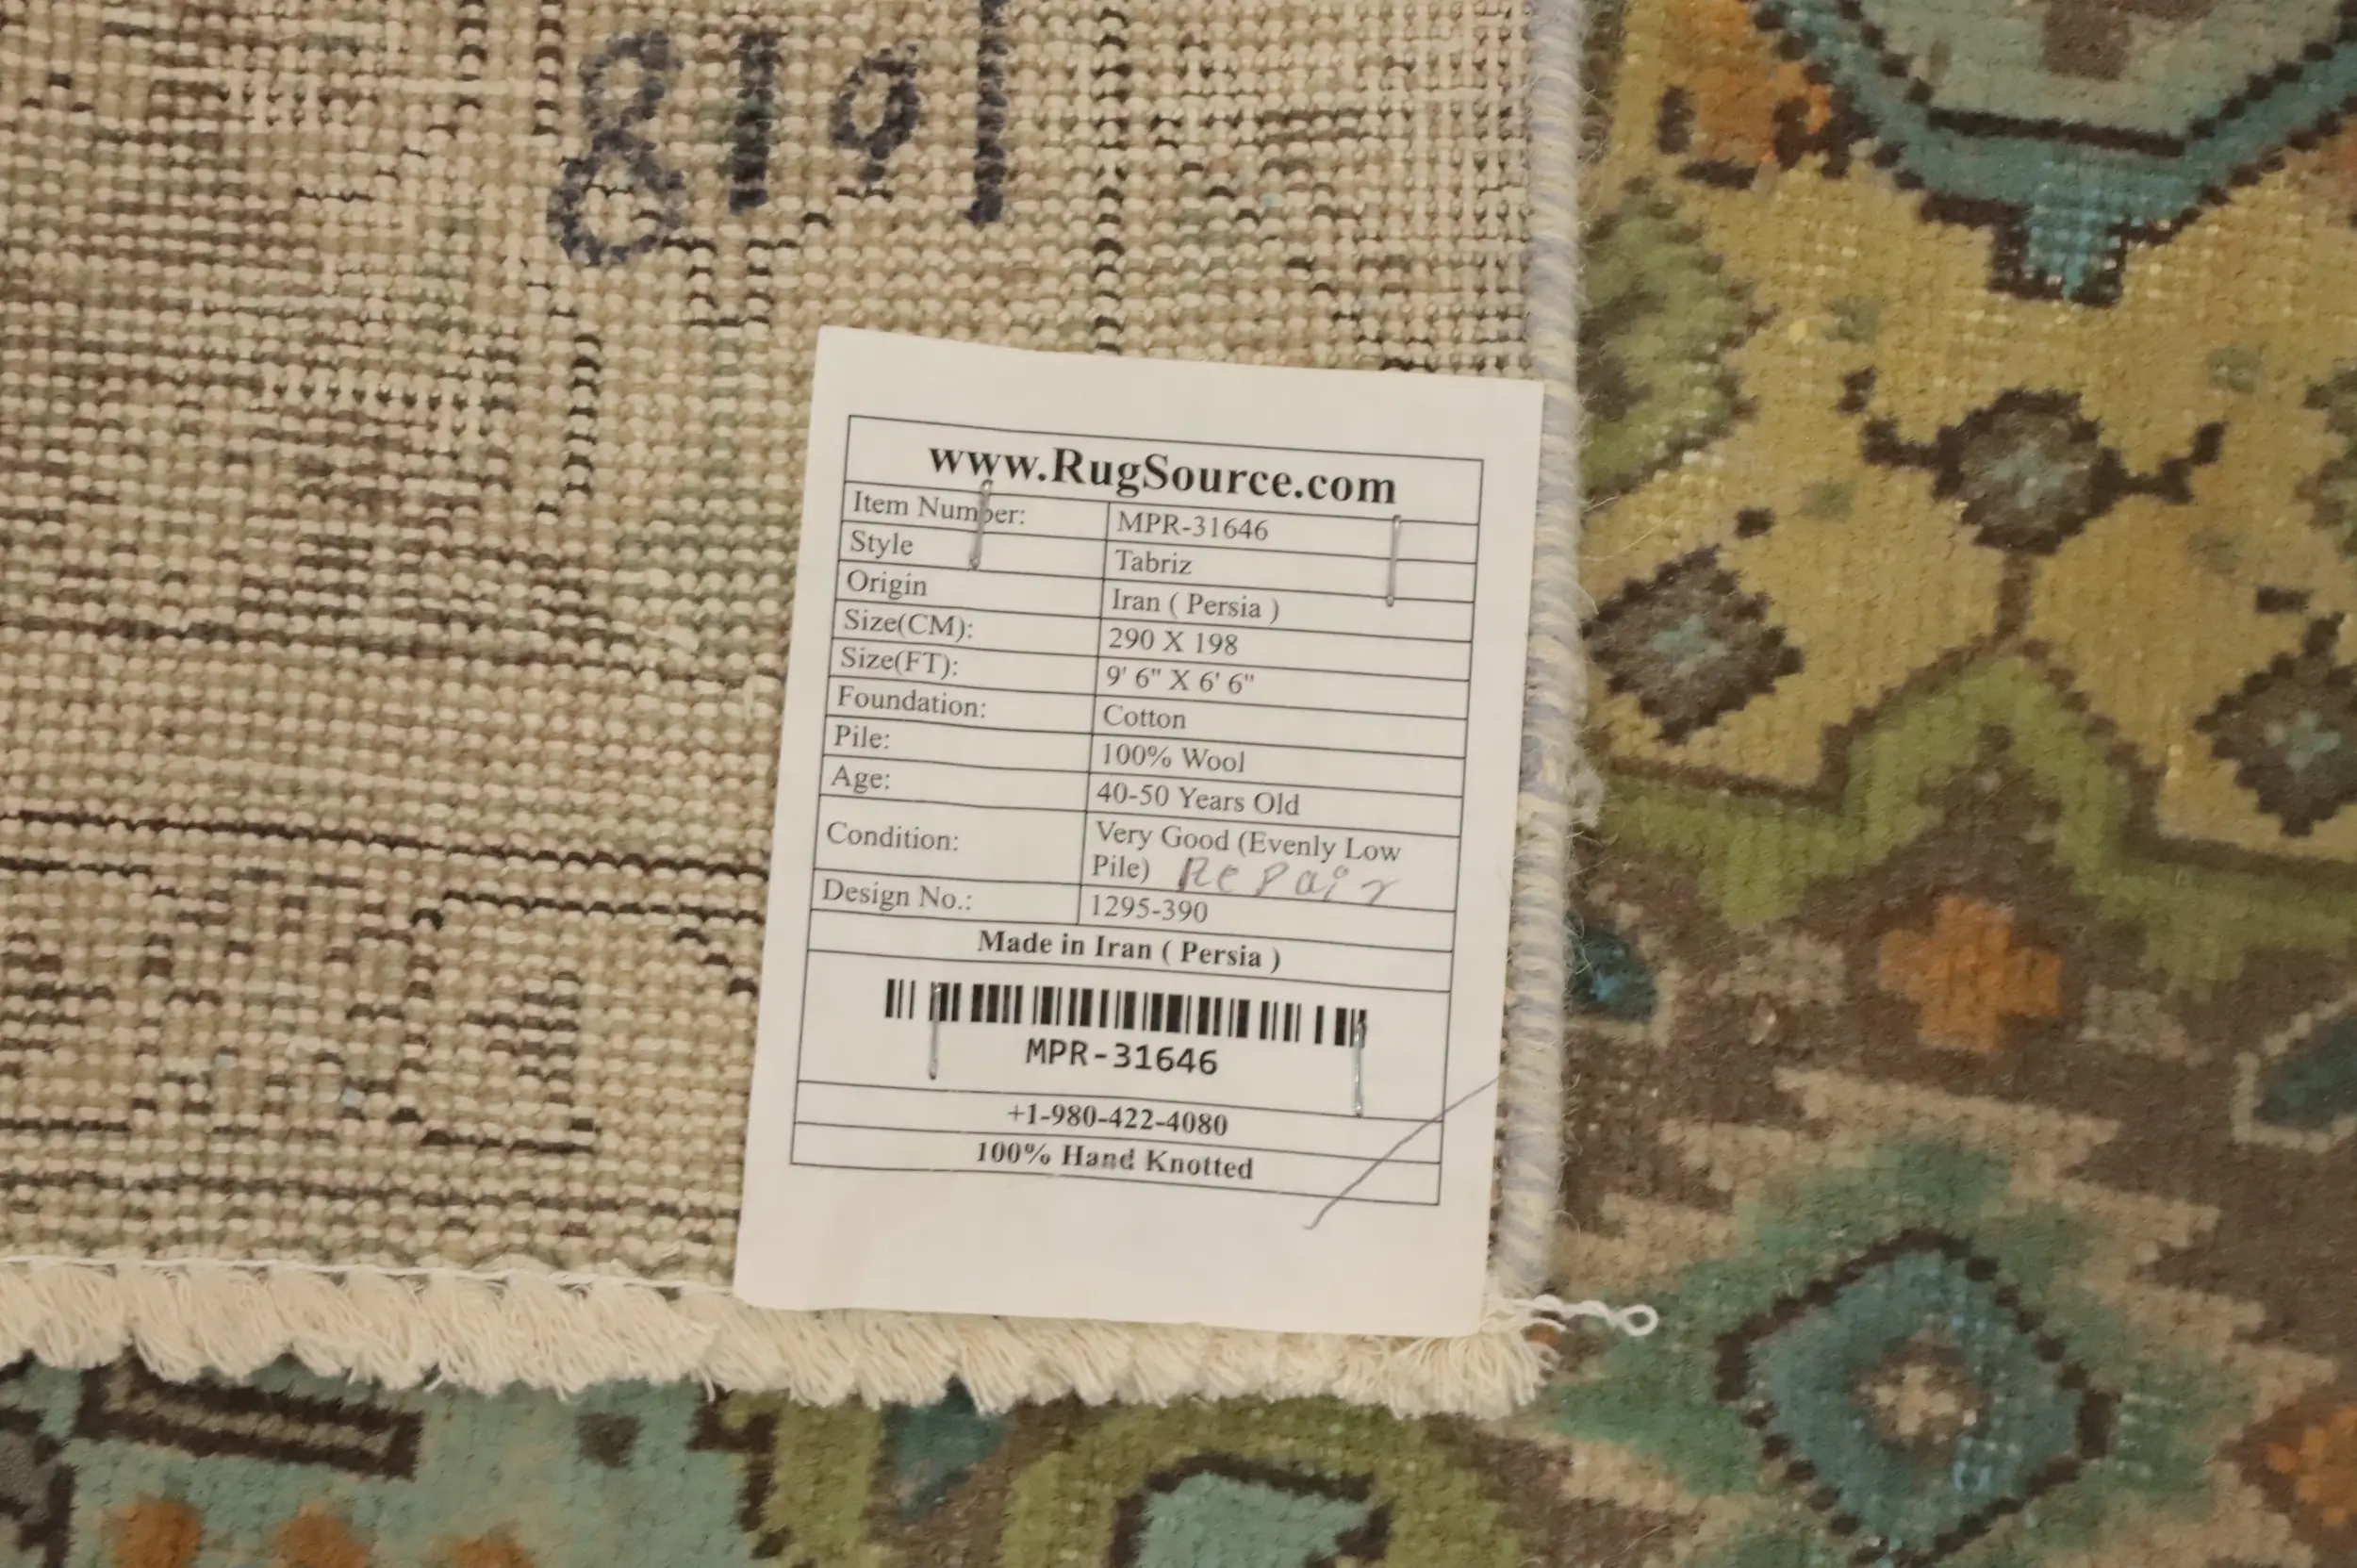 8191
www.RugSource.com
Item Number: MPR-31646
Style Tabriz
Origin Iran ( Persia )
Size(CM): 290 X 198
Size(FT): 9' 6" X 6' 6"
Foundation: Cotton
Pile: 100% Wool
Age: 40-50 Years Old
Condition: Very Good (Evenly Low
Pile) Repair
Design No.: 1295-390
Made in Iran ( Persia )
MPR-31646
+1-980-422-4080
100% Hand Knotted